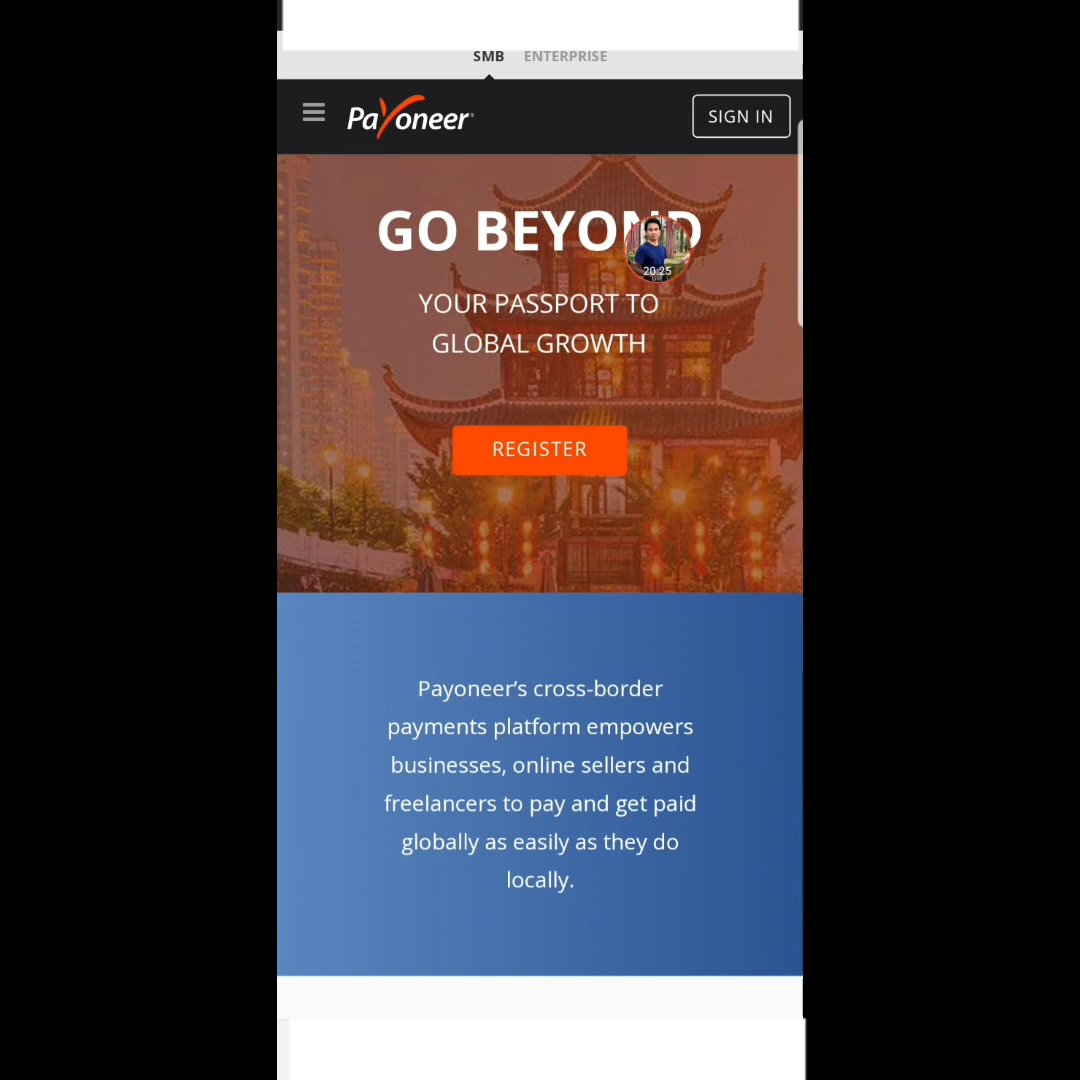 SMB ENTERPRISE
Payoneer
SIGN IN
GO BEYOND
20:25
YOUR PASSPORT TO
GLOBAL GROWTH
REGISTER
Payoneer’s cross-border
payments platform empowers
businesses, online sellers and
freelancers to pay and get paid
globally as easily as they do
locally.